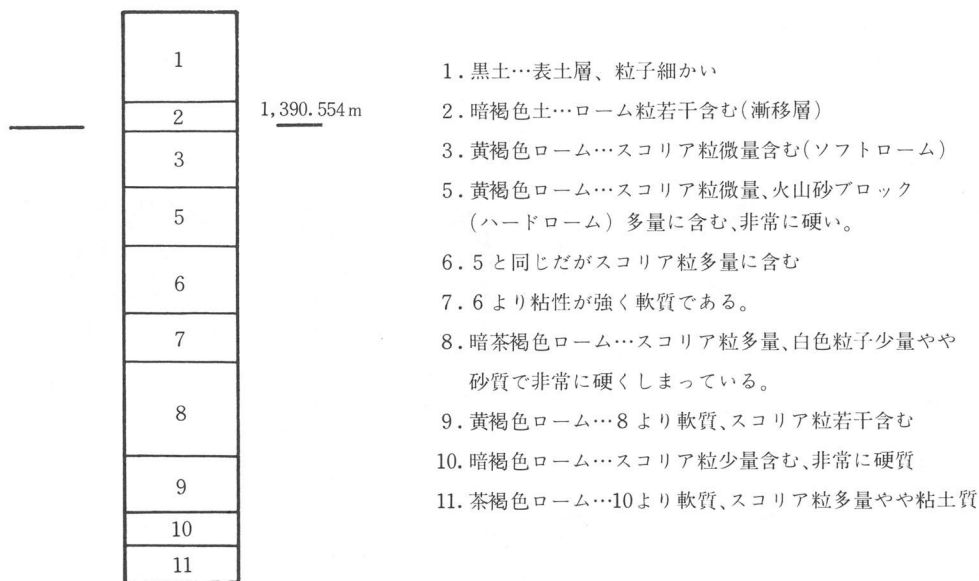 1
2
3
5
6
7
8
9
10
11
1,390.554m
1.黒土…表土層、粒子細かい
2.暗褐色土…ローム粒若干含む(漸移層)
3.黄褐色ローム…スコリア粒微量含む(ソフトローム)
5.黄褐色ローム…スコリア粒微量、火山砂ブロック
(ハードローム) 多量に含む、非常に硬い。
6.5と同じだがスコリア粒多量に含む
7.6より粘性が強く軟質である。
8.暗茶褐色ローム…スコリア粒多量、白色粒子少量やや
砂質で非常に硬くしまっている。
9.黄褐色ローム…8より軟質、スコリア粒若干含む
10.暗褐色ローム…スコリア粒少量含む、非常に硬質
11.茶褐色ローム…10より軟質、スコリア粒多量やや粘土質